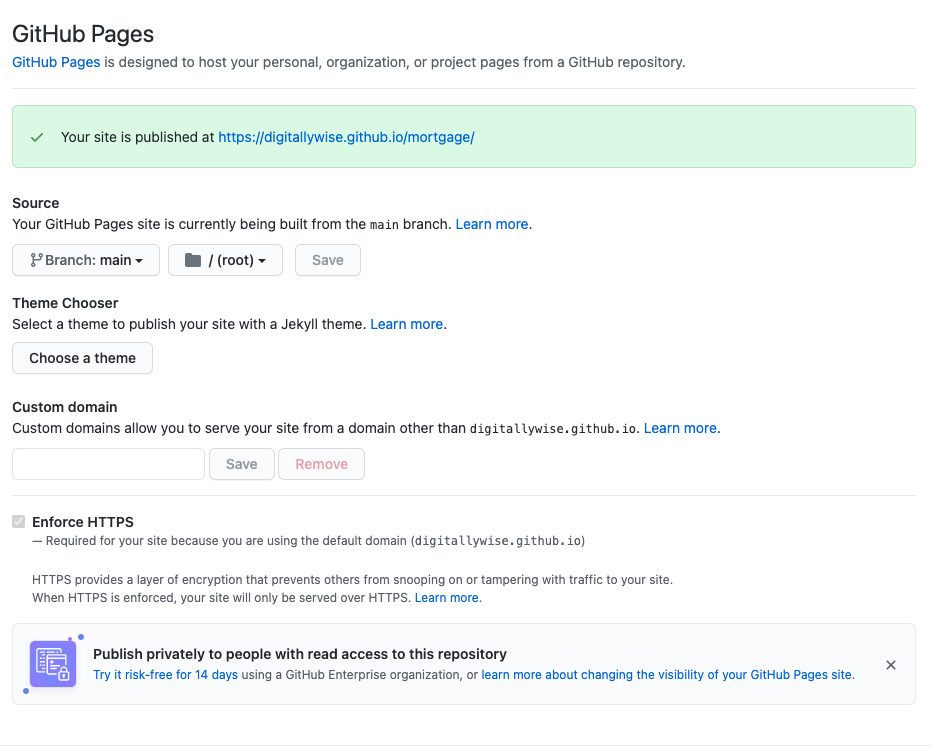 GitHub Pages
GitHub Pages is designed to host your personal, organization, or project pages from a GitHub repository.
Your site is published at https://digitallywise.github.io/mortgage/
Source
Your GitHub Pages site is currently being built from the main branch. Learn more.
Branch: main / (root) Save
Theme Chooser
Select a theme to publish your site with a Jekyll theme. Learn more.
Choose a theme
Custom domain
Custom domains allow you to serve your site from a domain other than digitallywise.github.io. Learn more.
Save Remove
Enforce HTTPS
— Required for your site because you are using the default domain (digitallywise.github.io)
HTTPS provides a layer of encryption that prevents others from snooping on or tampering with traffic to your site.
When HTTPS is enforced, your site will only be served over HTTPS. Learn more.
Publish privately to people with read access to this repository
Try it risk-free for 14 days using a GitHub Enterprise organization, or learn more about changing the visibility of your GitHub Pages site.